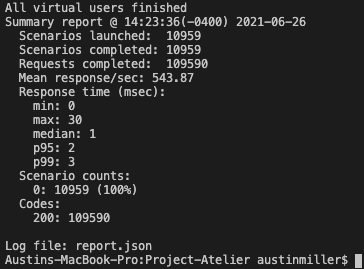 All virtual users finished
Summary report @ 14:23:36(-0400) 2021-06-26
  Scenarios launched:  10959
  Scenarios completed: 10959
  Requests completed:  109590
  Mean response/sec: 543.87
  Response time (msec):
    min: 0
    max: 30
    median: 1
    p95: 2
    p99: 3
  Scenario counts:
    0: 10959 (100%)
  Codes:
    200: 109590

Log file: report.json
Austins-MacBook-Pro:Project-Atelier austinmiller$